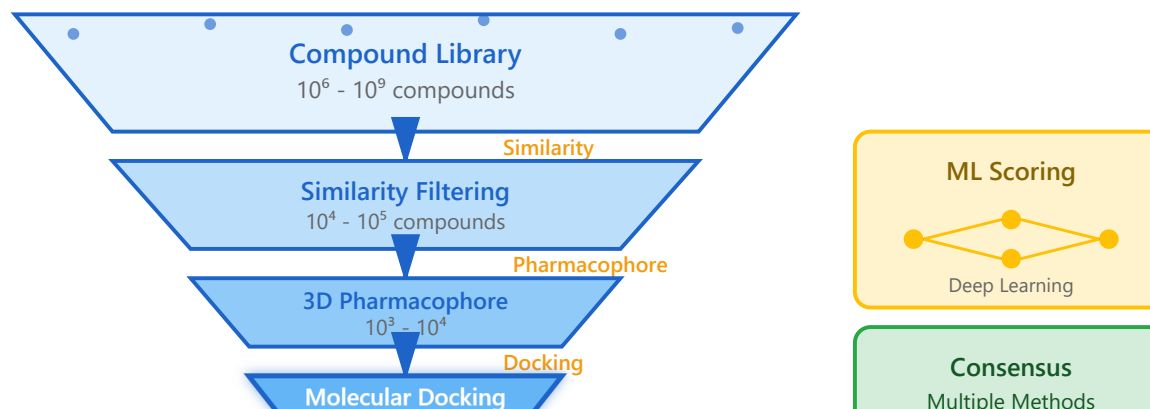 Compound Library
10⁶ - 10⁹ compounds
Similarity
Similarity Filtering
10⁴ - 10⁵ compounds
Pharmacophore
3D Pharmacophore
10³ - 10⁴
Docking
Molecular Docking
ML Scoring
Deep Learning
Consensus
Multiple Methods